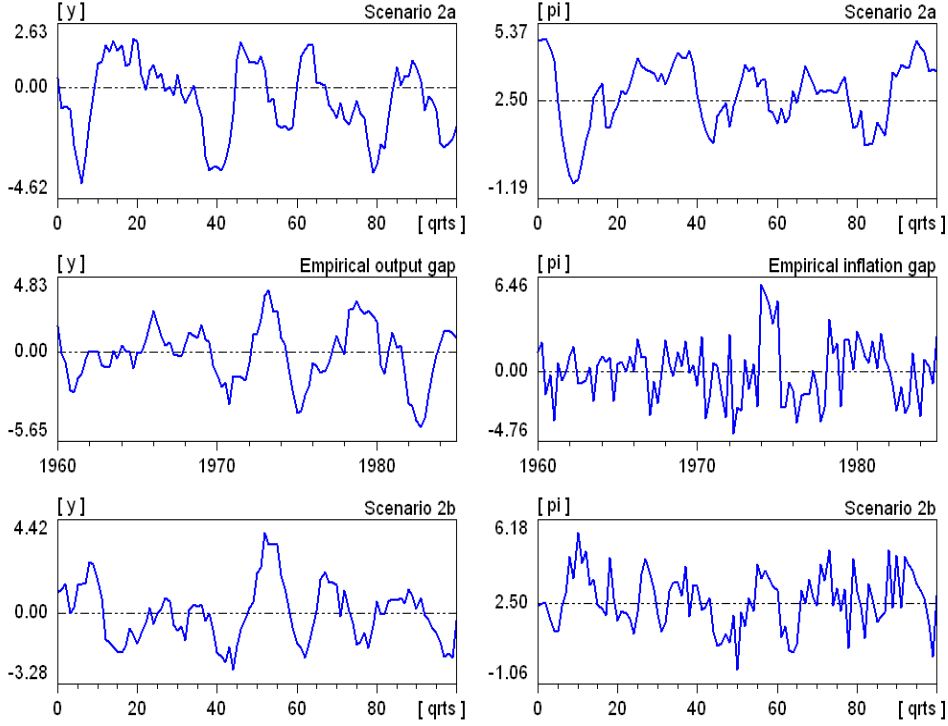 [ y ] Scenario 2a
2.63
0.00
-4.62
0 20 40 60 80 [ qrts ]
[ pi ] Scenario 2a
5.37
2.50
-1.19
0 20 40 60 80 [ qrts ]
[ y ] Empirical output gap
4.83
0.00
-5.65
1960 1970 1980
[ pi ] Empirical inflation gap
6.46
0.00
-4.76
1960 1970 1980
[ y ] Scenario 2b
4.42
0.00
-3.28
0 20 40 60 80 [ qrts ]
[ pi ] Scenario 2b
6.18
2.50
-1.06
0 20 40 60 80 [ qrts ]